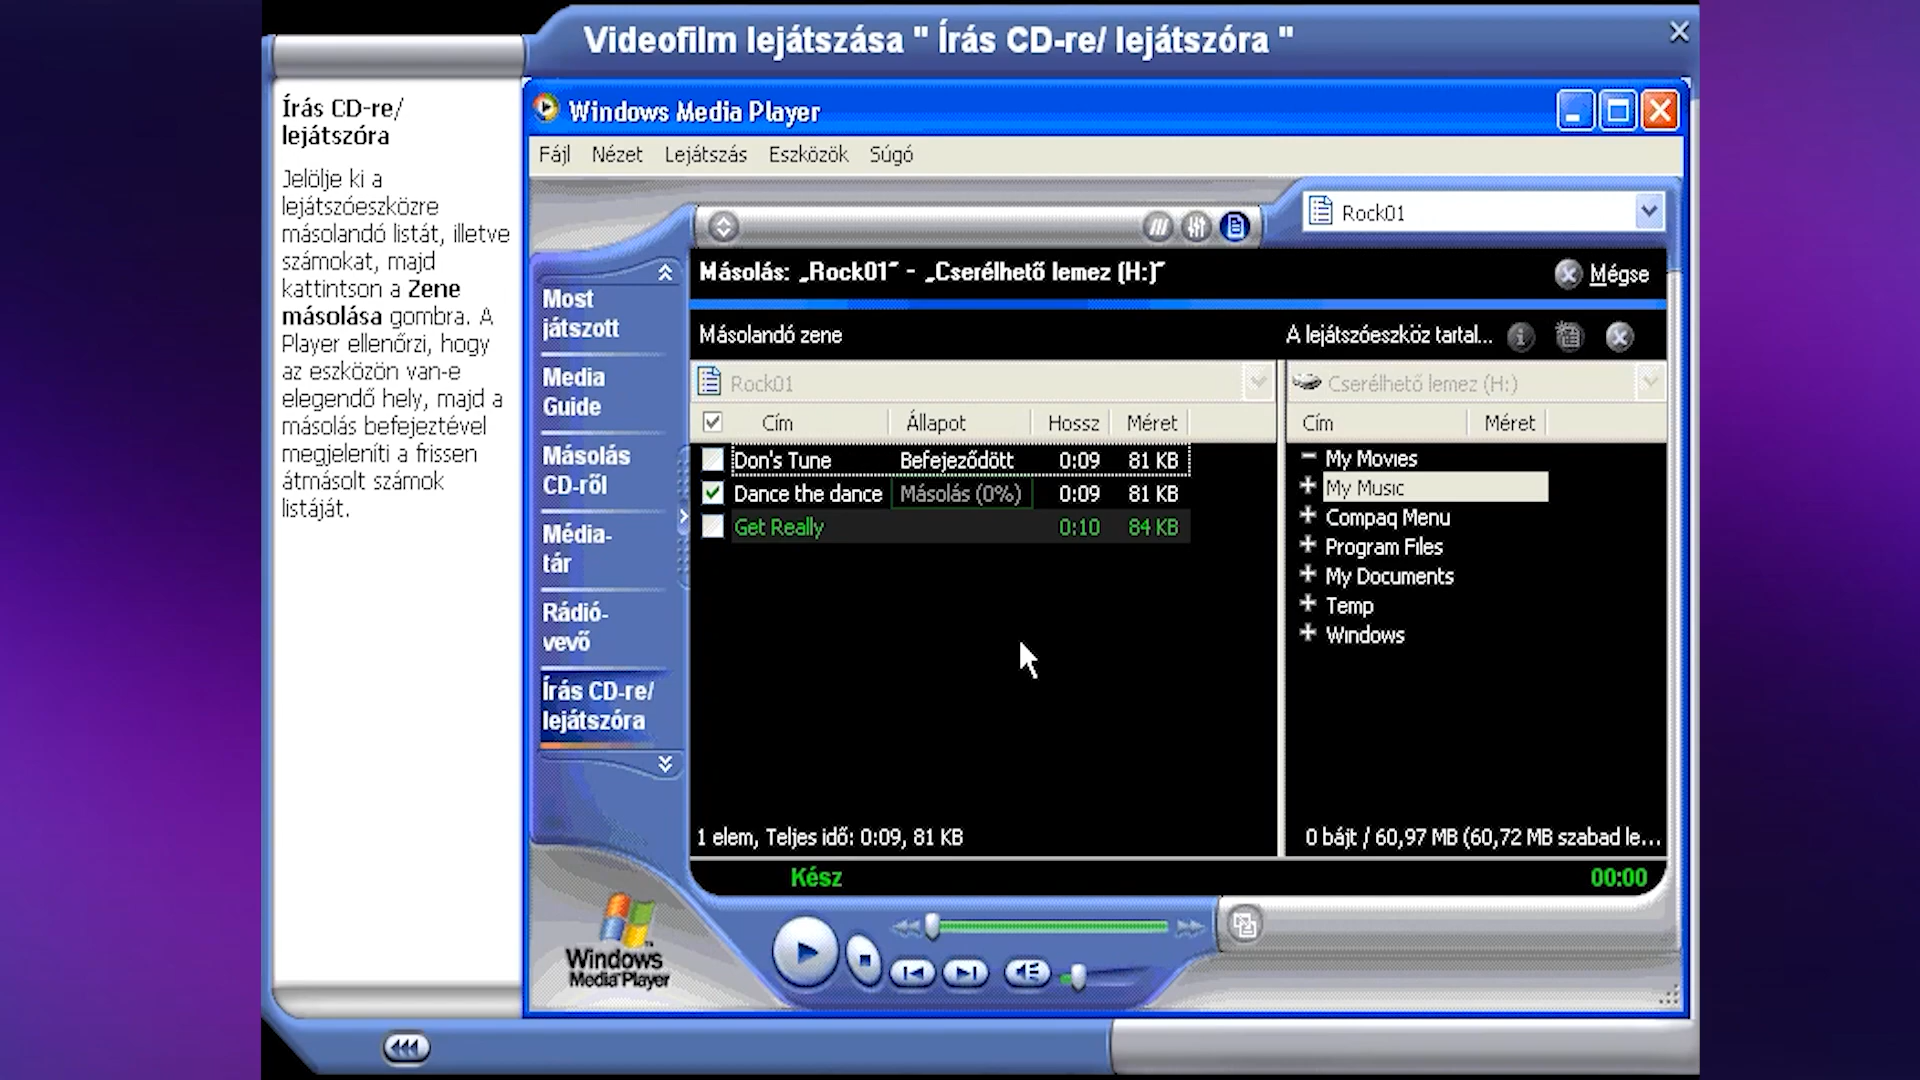 Videofilm lejátszása " Írás CD-re/ lejátszóra "
Írás CD-re/
lejátszóra
Jelölje ki a
lejátszóeszközre
másolandó listát, illetve
számokat, majd
kattintson a Zene
másolása gombra. A
Player ellenőrzi, hogy
az eszközön van-e
elegendő hely, majd a
másolás befejeztével
megjeleníti a frissen
átmásolt számok
listáját.
Windows Media Player
Fájl Nézet Lejátszás Eszközök Súgó
Rock01
Most
játszott
Media
Guide
Másolás
CD-ről
Média-
tár
Rádió-
vevő
Írás CD-re/
lejátszóra
Másolás: „Rock01˝ - „Cserélhető lemez (H:)˝
Mégse
Másolandó zene
A lejátszóeszköz tartal...
Rock01
Cserélhető lemez (H:)
Cím Állapot Hossz Méret
Cím Méret
Don's Tune Befejeződött 0:09 81 KB
Dance the dance Másolás (0%) 0:09 81 KB
Get Really 0:10 84 KB
My Movies
My Music
Compaq Menu
Program Files
My Documents
Temp
Windows
1 elem, Teljes idő: 0:09, 81 KB
0 bájt / 60,97 MB (60,72 MB szabad le...
Kész
00:00
Windows
Media Player